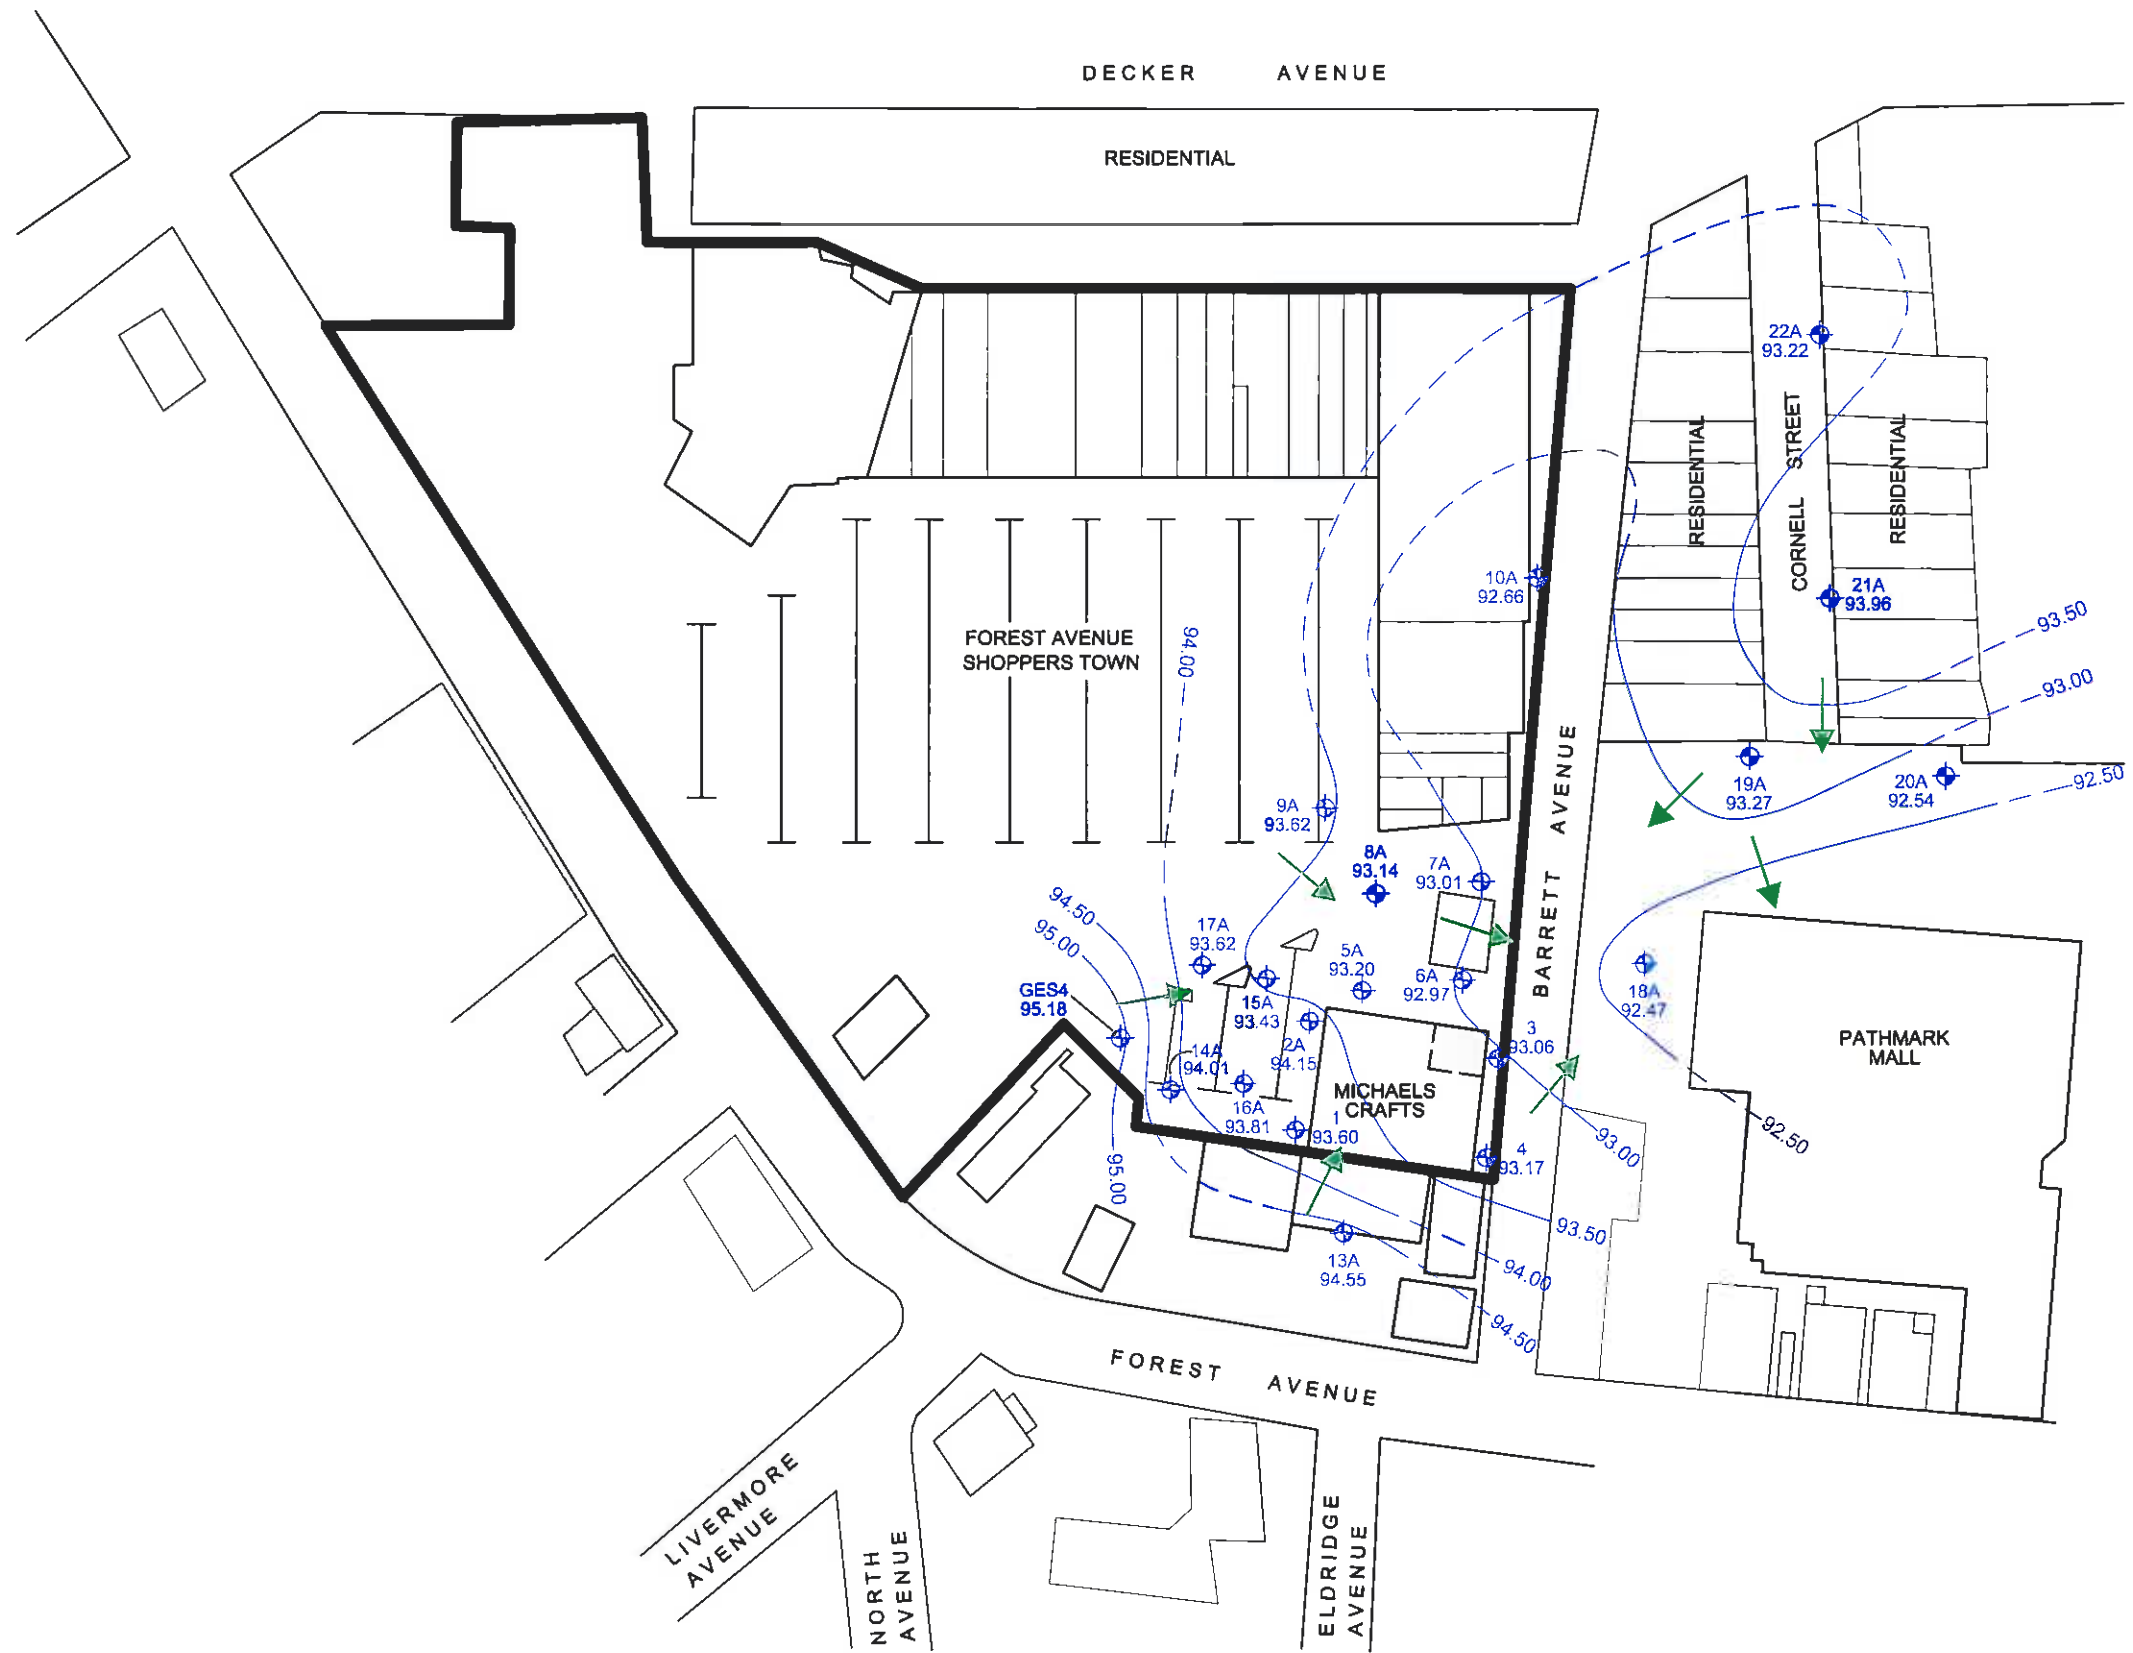 DECKER AVENUE
RESIDENTIAL
22A
93.22
RESIDENTIAL
CORNELL STREET
RESIDENTIAL
10A
92.66
21A
93.96
93.50
94.00
FOREST AVENUE
SHOPPERS TOWN
93.00
BARRETT AVENUE
19A
93.27
20A
92.54
92.50
9A
93.62
8A
93.14
7A
93.01
94.50
95.00
17A
93.62
5A
93.20
6A
92.97
GES4
95.18
15A
93.43
18A
92.47
3
93.06
14A
94.01
2A
94.15
PATHMARK
MALL
MICHAELS
CRAFTS
16A
93.81
1
93.60
4
93.17
93.00
92.50
95.00
93.50
13A
94.55
94.00
94.50
FOREST AVENUE
LIVERMORE
AVENUE
NORTH
AVENUE
ELDRIDGE
AVENUE